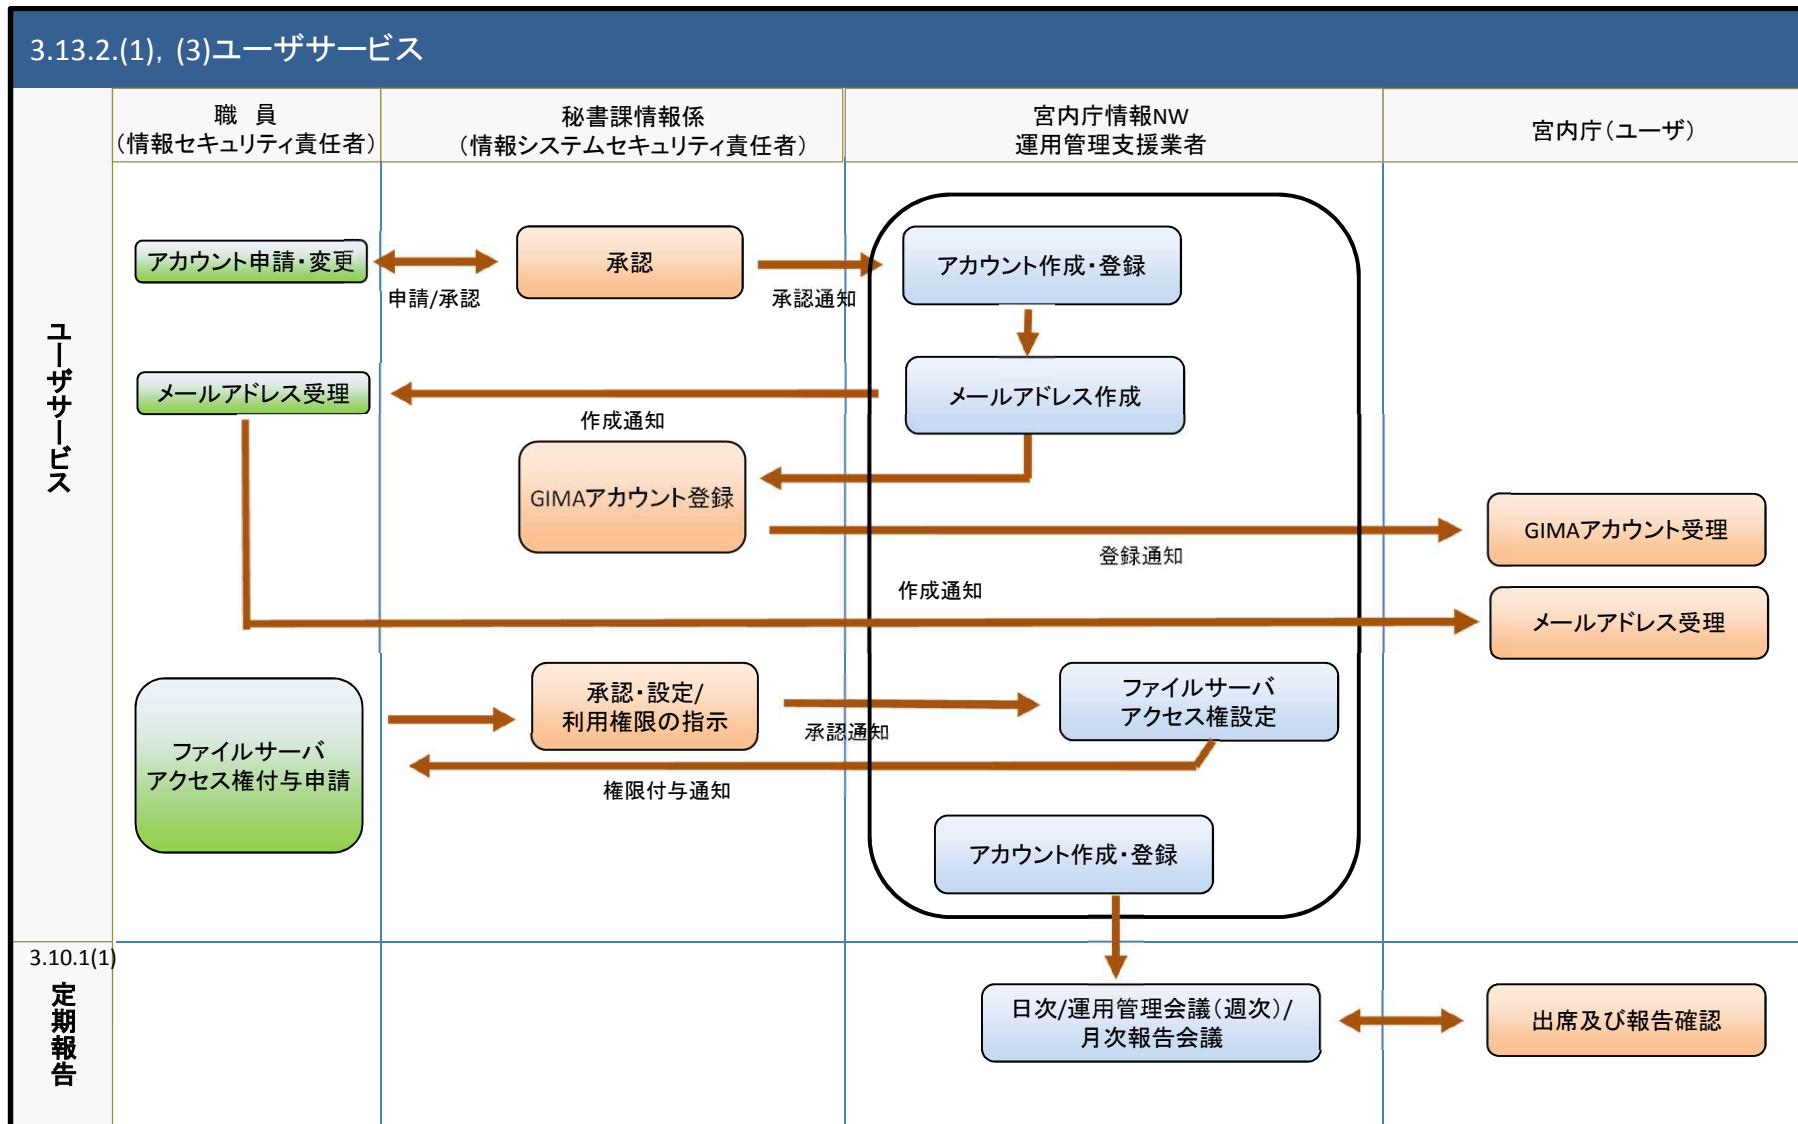 3.13.2.(1), (3)ユーザサービス
職　員
（情報セキュリティ責任者）
秘書課情報係
（情報システムセキュリティ責任者）
宮内庁情報NW
運用管理支援業者
宮内庁（ユーザ）
ユーザサービス
アカウント申請・変更
申請/承認
承認
承認通知
アカウント作成・登録
メールアドレス受理
作成通知
メールアドレス作成
GIMAアカウント登録
登録通知
GIMAアカウント受理
作成通知
メールアドレス受理
ファイルサーバ
アクセス権付与申請
承認・設定/
利用権限の指示
承認通知
ファイルサーバ
アクセス権設定
権限付与通知
アカウント作成・登録
3.10.1(1)
定期報告
日次/運用管理会議（週次）/
月次報告会議
出席及び報告確認